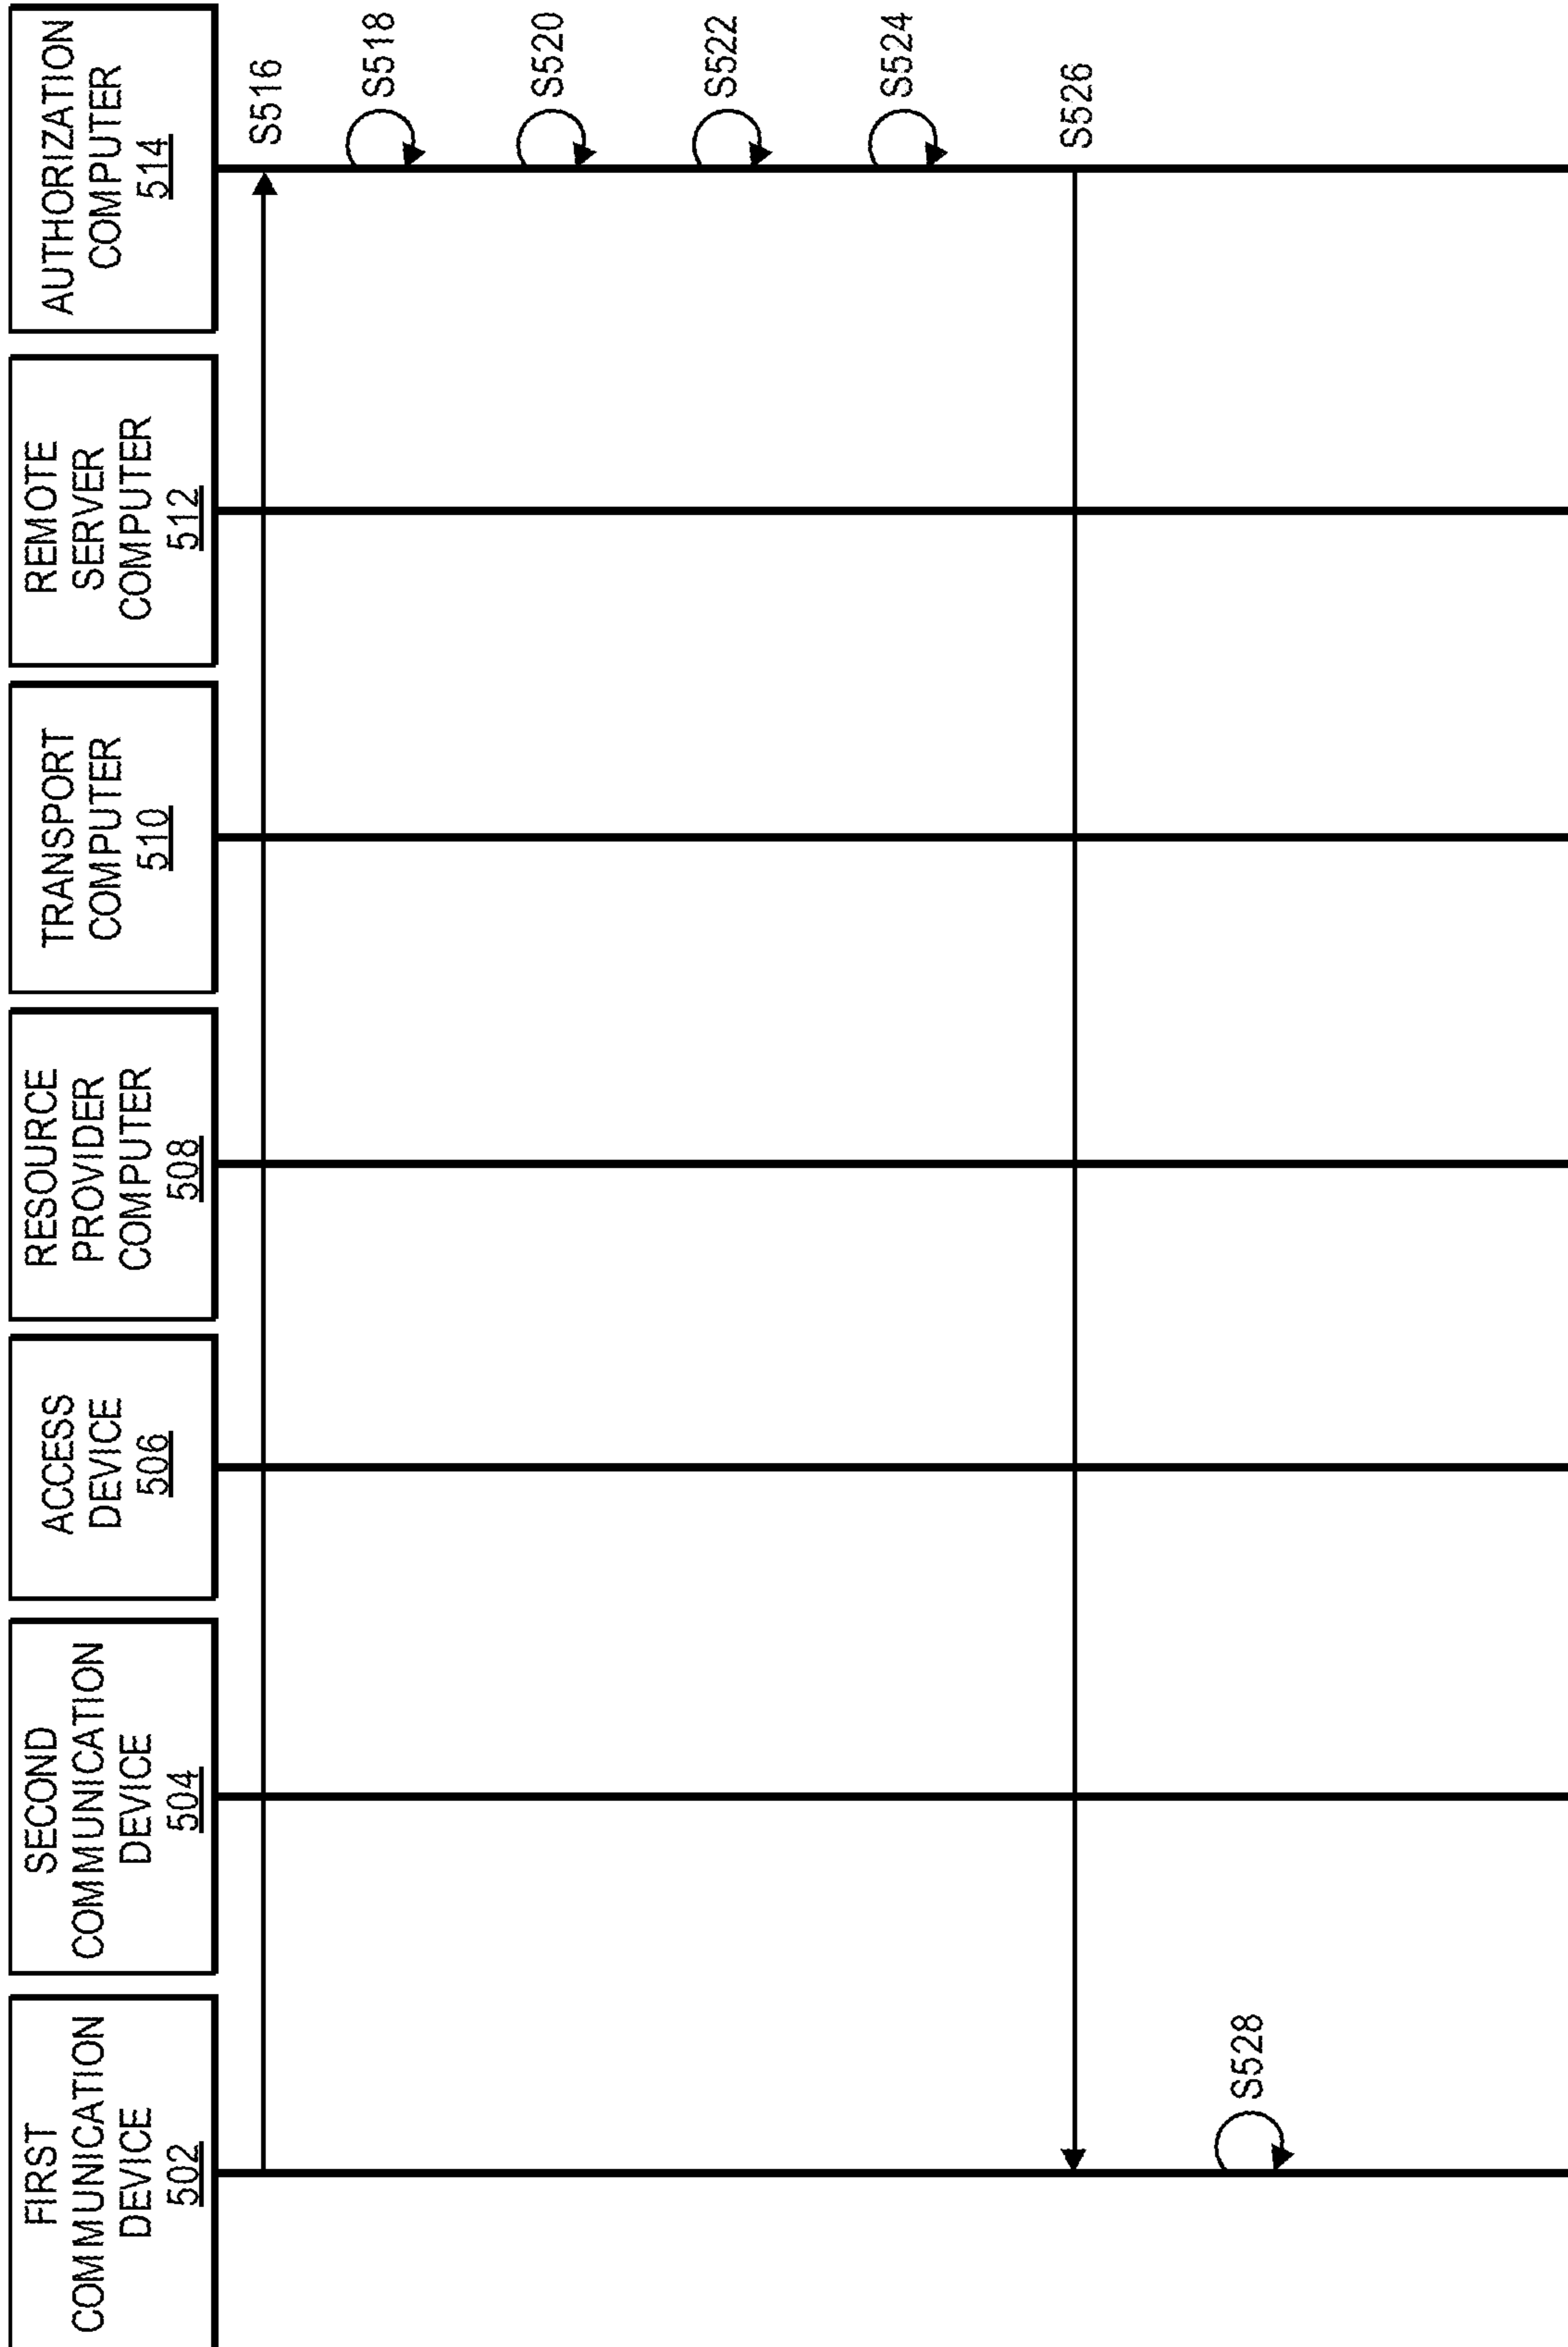 FIRST
COMMUNICATION
DEVICE
502
SECOND
COMMUNICATION
DEVICE
504
ACCESS
DEVICE
506
RESOURCE
PROVIDER
COMPUTER
508
TRANSPORT
COMPUTER
510
REMOTE
SERVER
COMPUTER
512
AUTHORIZATION
COMPUTER
514
S516
S518
S520
S522
S524
S526
S528